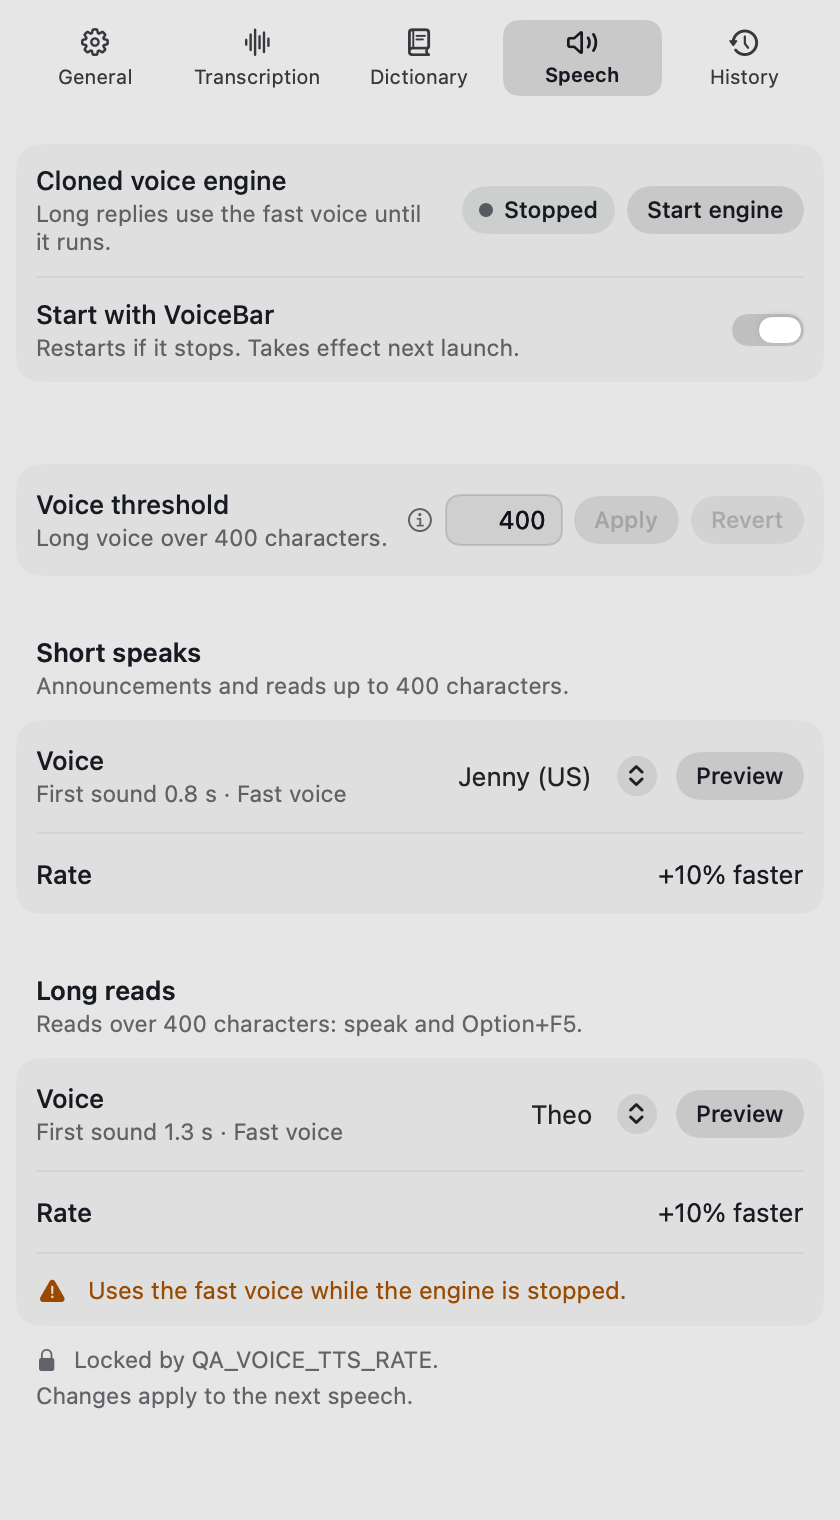 General
Transcription
Dictionary
Speech
History
Cloned voice engine
Long replies use the fast voice until
it runs.
Stopped
Start engine
Start with VoiceBar
Restarts if it stops. Takes effect next launch.
Voice threshold
Long voice over 400 characters.
400
Apply
Revert
Short speaks
Announcements and reads up to 400 characters.
Voice
First sound 0.8 s · Fast voice
Jenny (US)
Preview
Rate
+10% faster
Long reads
Reads over 400 characters: speak and Option+F5.
Voice
First sound 1.3 s · Fast voice
Theo
Preview
Rate
+10% faster
Uses the fast voice while the engine is stopped.
Locked by QA_VOICE_TTS_RATE.
Changes apply to the next speech.